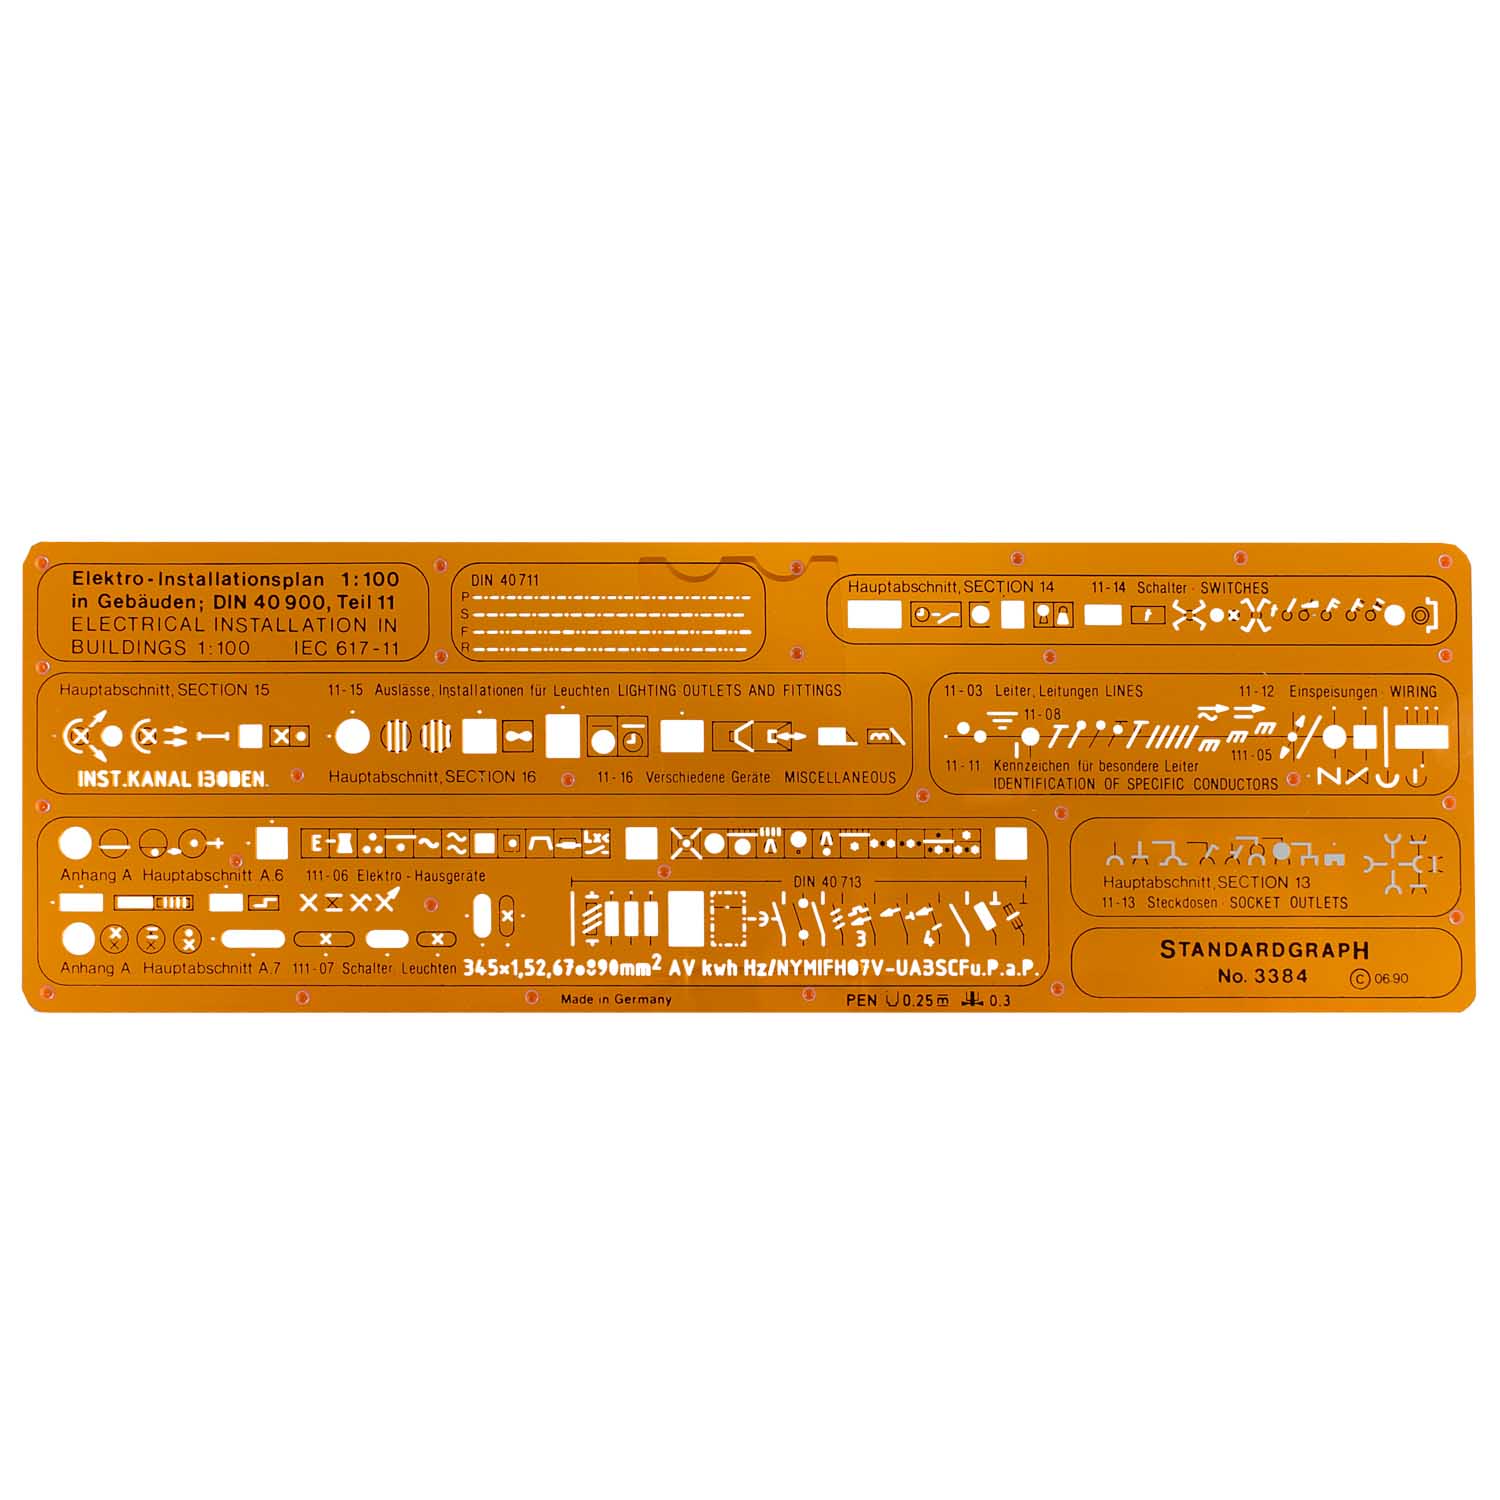 Elektro-Installationsplan 1:100
in Gebäuden; DIN 40 900, Teil 11
ELECTRICAL INSTALLATION IN
BUILDINGS 1:100 IEC 617-11
DIN 40 711
P
S
F
R
Hauptabschnitt, SECTION 14 11-14 Schalter · SWITCHES
Hauptabschnitt, SECTION 15 11-15 Auslässe, Installationen für Leuchten LIGHTING OUTLETS AND FITTINGS
INST.KANAL BODEN.
Hauptabschnitt, SECTION 16 11-16 Verschiedene Geräte MISCELLANEOUS
11-03 Leiter, Leitungen LINES 11-12 Einspeisungen · WIRING
11-08
111-05
11-11 Kennzeichen für besondere Leiter
IDENTIFICATION OF SPECIFIC CONDUCTORS
Anhang A Hauptabschnitt A.6 111-06 Elektro-Hausgeräte
DIN 40 713
3
4
Anhang A Hauptabschnitt A.7 111-07 Schalter, Leuchten
mm² AV kwh Hz/NYMIFH07V-UA3SCFu.P.a.P.
Hauptabschnitt, SECTION 13
11-13 Steckdosen · SOCKET OUTLETS
STANDARDGRAPH
No. 3384 © 06.90
Made in Germany
PEN 0.25 0.3